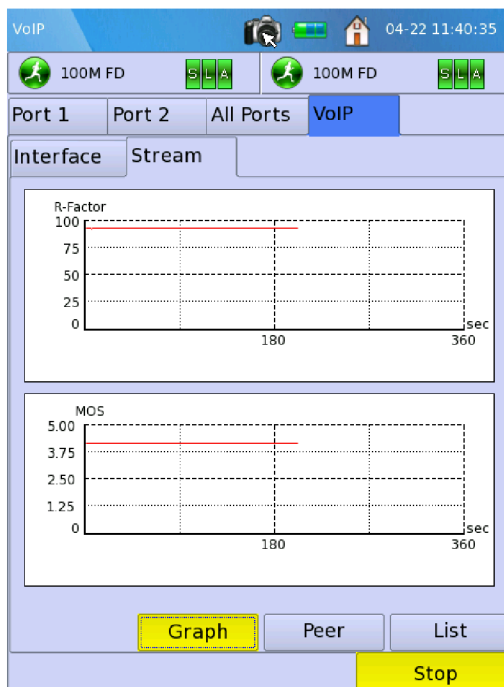 VoIP 04-22 11:40:35
100M FD S L A 100M FD S L A
Port 1 Port 2 All Ports VoIP
Interface Stream
R-Factor
100
75
50
25
0
sec
180 360
MOS
5.00
3.75
2.50
1.25
0
sec
180 360
Graph Peer List
Stop